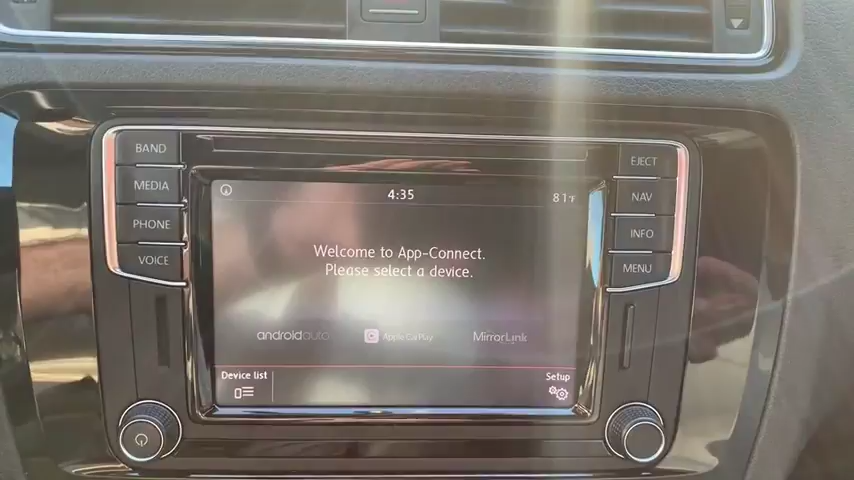 BAND
MEDIA
PHONE
VOICE
EJECT
NAV
INFO
MENU
4:35
81°F
Welcome to App-Connect.
Please select a device.
androidauto
Apple CarPlay
MirrorLink
Device list
Setup